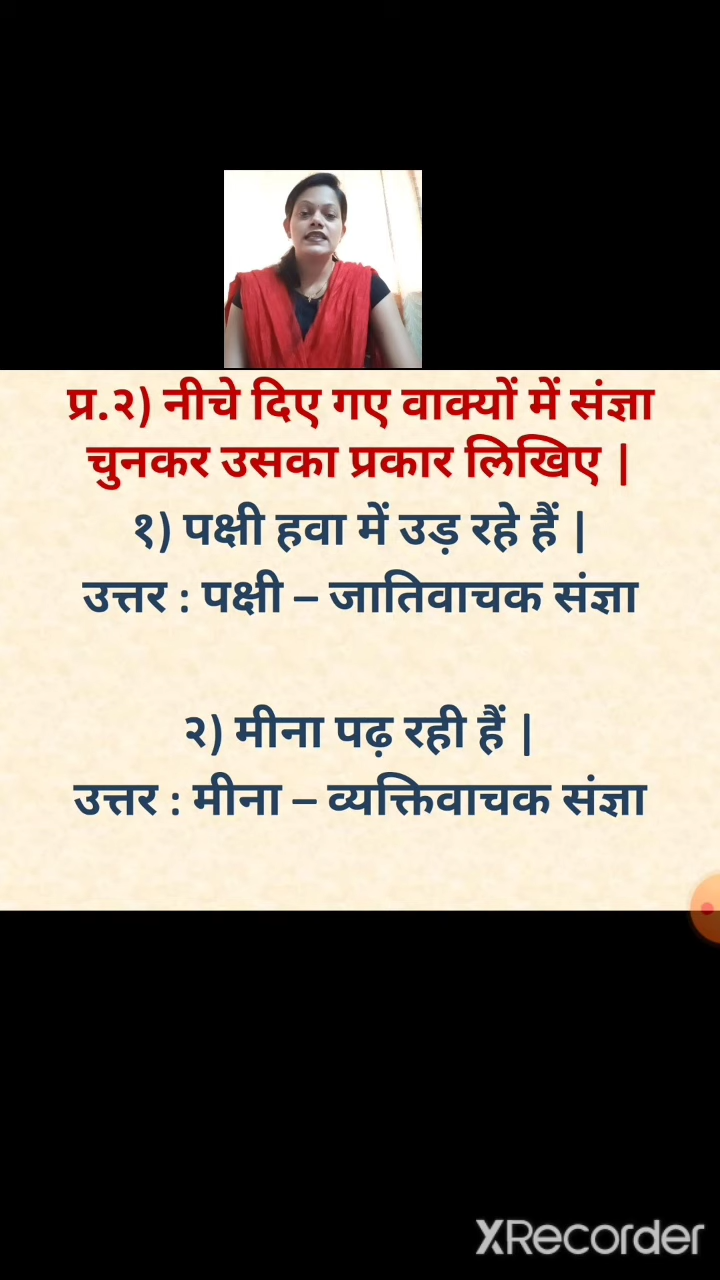 प्र.२) नीचे दिए गए वाक्यों में संज्ञा
चुनकर उसका प्रकार लिखिए |
१) पक्षी हवा में उड़ रहे हैं |
उत्तर : पक्षी – जातिवाचक संज्ञा
२) मीना पढ़ रही हैं |
उत्तर : मीना – व्यक्तिवाचक संज्ञा
XRecorder